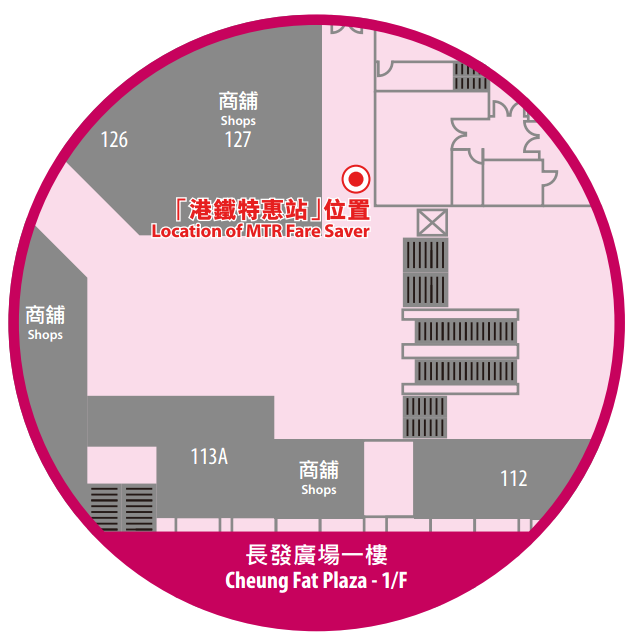 商舖
Shops
126
127
「港鐵特惠站」位置
Location of MTR Fare Saver
商舖
Shops
113A
商舖
Shops
112
長發廣場一樓
Cheung Fat Plaza - 1/F